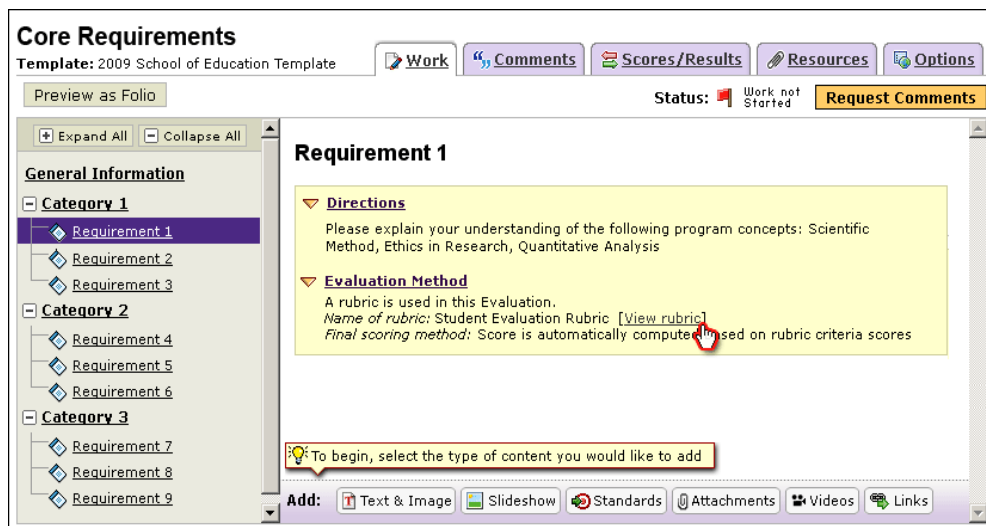 Core Requirements
Template: 2009 School of Education Template
Work
Comments
Scores/Results
Resources
Options
Preview as Folio
Status:
Work not
Started
Request Comments
Expand All
Collapse All
General Information
Category 1
Requirement 1
Requirement 2
Requirement 3
Category 2
Requirement 4
Requirement 5
Requirement 6
Category 3
Requirement 7
Requirement 8
Requirement 9
Requirement 1
Directions
Please explain your understanding of the following program concepts: Scientific
Method, Ethics in Research, Quantitative Analysis
Evaluation Method
A rubric is used in this Evaluation.
Name of rubric: Student Evaluation Rubric [View rubric]
Final scoring method: Score is automatically computed based on rubric criteria scores
To begin, select the type of content you would like to add
Add:
Text & Image
Slideshow
Standards
Attachments
Videos
Links